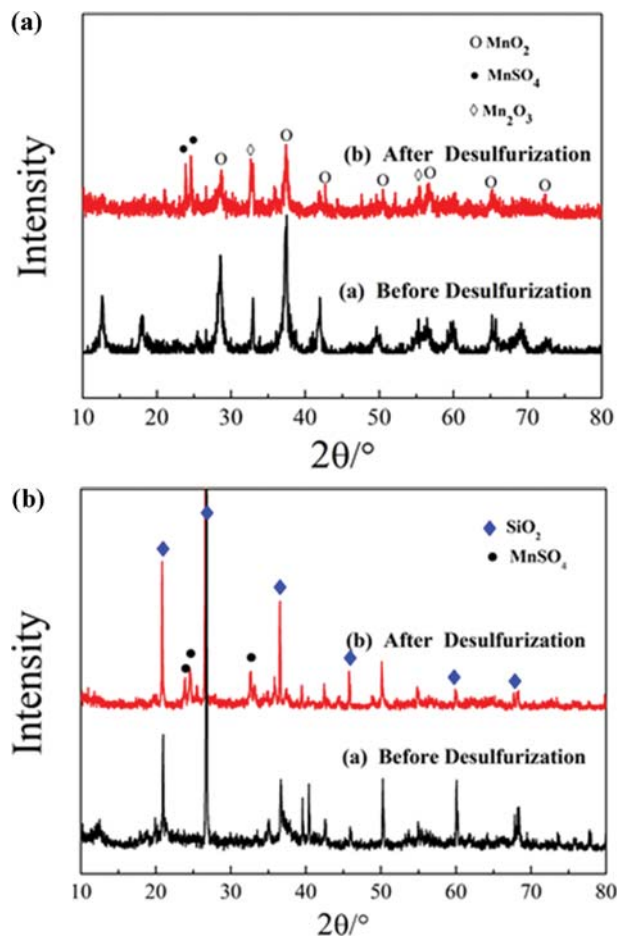 (a)
○ MnO₂
● MnSO₄
◊ Mn₂O₃
(b) After Desulfurization
(a) Before Desulfurization
Intensity
10 20 30 40 50 60 70 80
2θ/°
(b)
◆ SiO₂
● MnSO₄
(b) After Desulfurization
(a) Before Desulfurization
Intensity
10 20 30 40 50 60 70 80
2θ/°